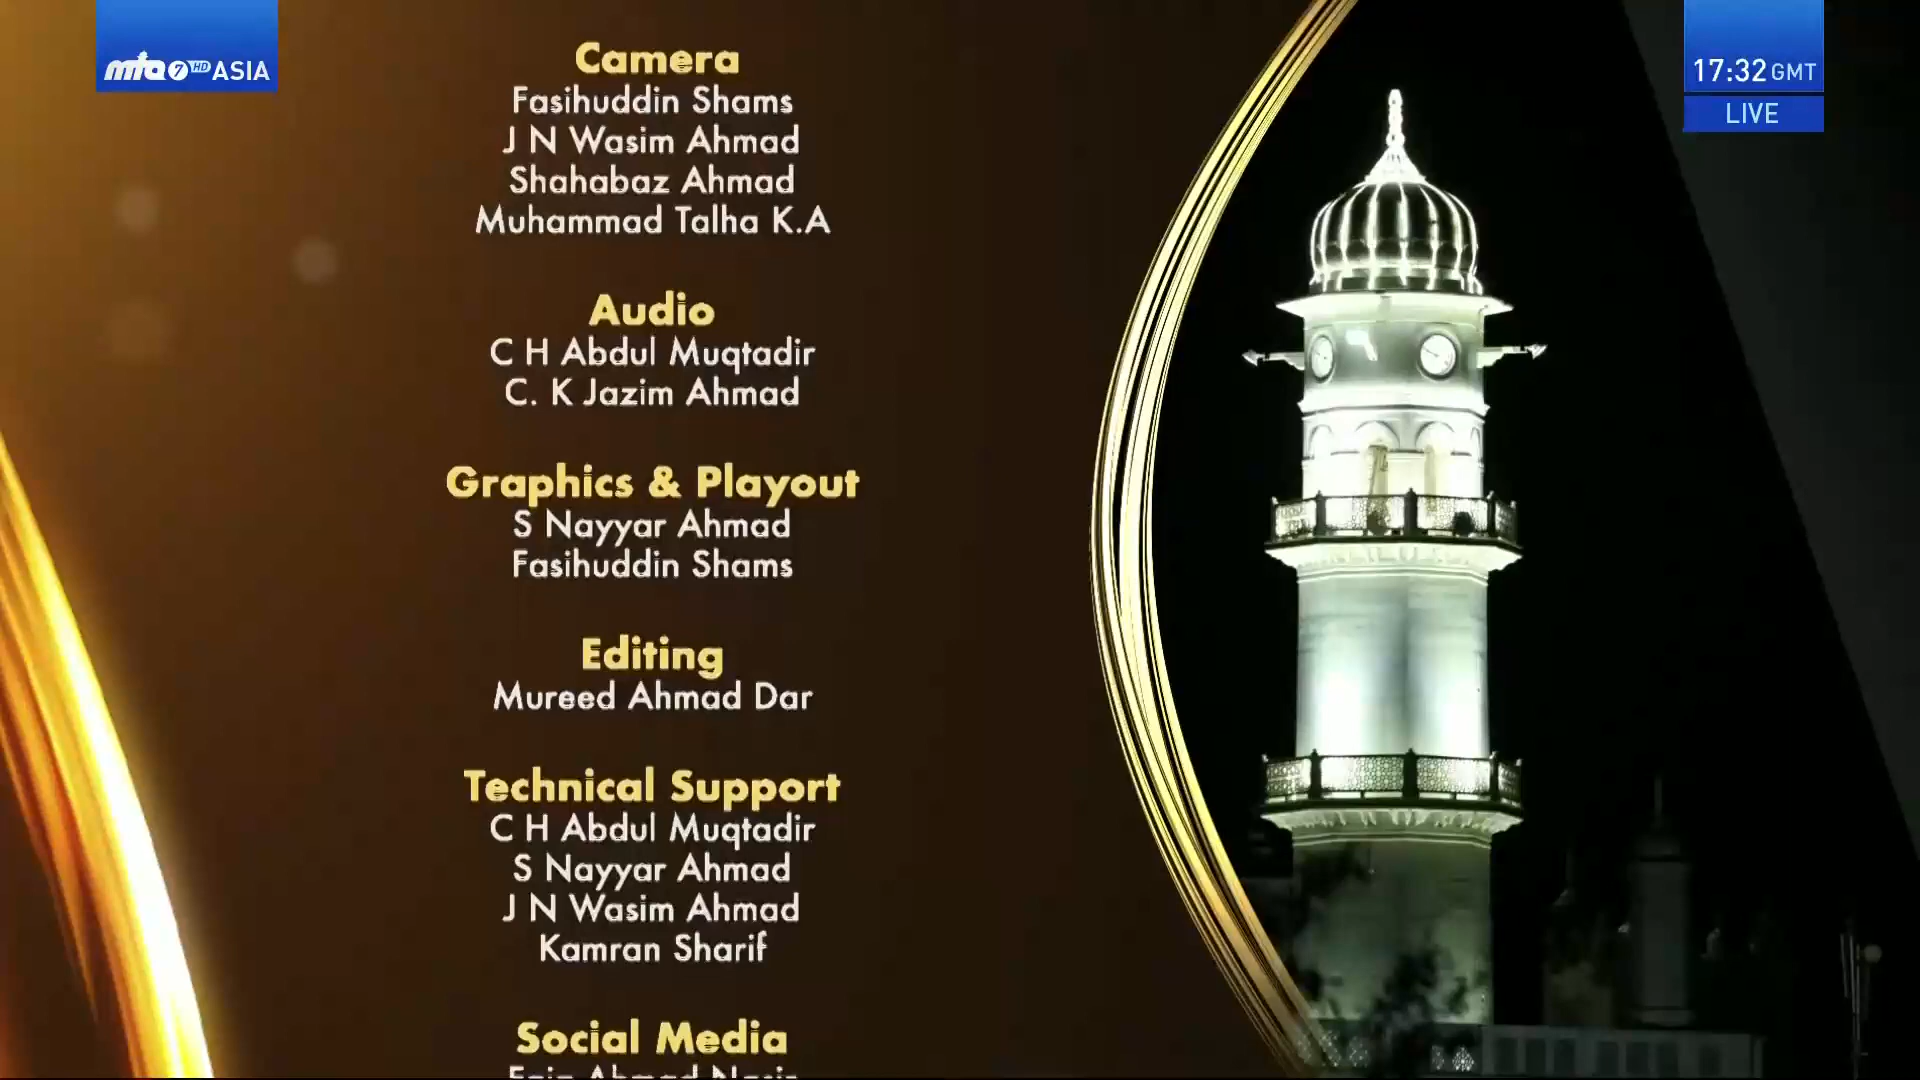 mta 7 HD ASIA
17:32 GMT
LIVE
Camera
Fasihuddin Shams
J N Wasim Ahmad
Shahabaz Ahmad
Muhammad Talha K.A
Audio
C H Abdul Muqtadir
C. K Jazim Ahmad
Graphics & Playout
S Nayyar Ahmad
Fasihuddin Shams
Editing
Mureed Ahmad Dar
Technical Support
C H Abdul Muqtadir
S Nayyar Ahmad
J N Wasim Ahmad
Kamran Sharif
Social Media
Ahmad